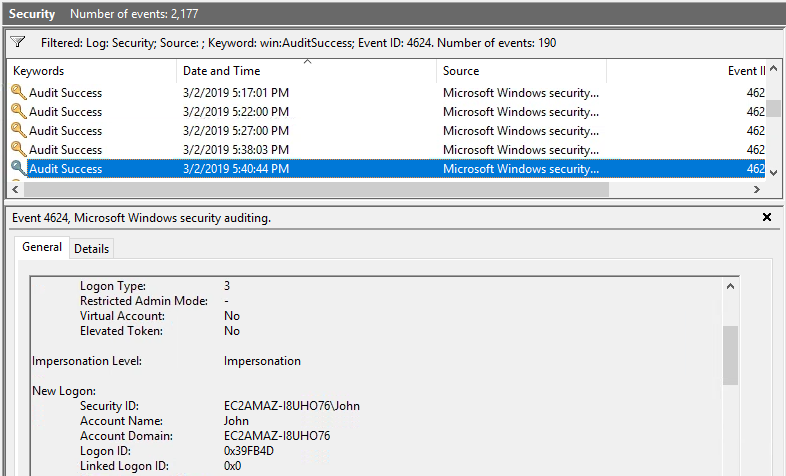 Security Number of events: 2,177
Filtered: Log: Security; Source: ; Keyword: win:AuditSuccess; Event ID: 4624. Number of events: 190
Keywords Date and Time Source Event II
Audit Success 3/2/2019 5:17:01 PM Microsoft Windows security... 462
Audit Success 3/2/2019 5:22:00 PM Microsoft Windows security... 462
Audit Success 3/2/2019 5:27:00 PM Microsoft Windows security... 462
Audit Success 3/2/2019 5:38:03 PM Microsoft Windows security... 462
Audit Success 3/2/2019 5:40:44 PM Microsoft Windows security... 462
Event 4624, Microsoft Windows security auditing.
General Details
Logon Type: 3
Restricted Admin Mode: -
Virtual Account: No
Elevated Token: No
Impersonation Level: Impersonation
New Logon:
Security ID: EC2AMAZ-I8UHO76\John
Account Name: John
Account Domain: EC2AMAZ-I8UHO76
Logon ID: 0x39FB4D
Linked Logon ID: 0x0